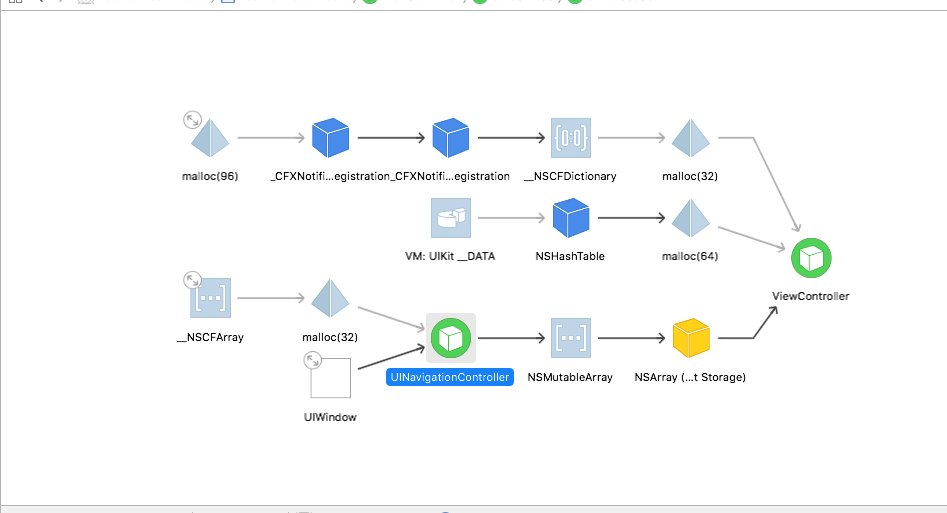 malloc(96)
_CFXNotifi...egistration
_CFXNotifi...egistration
__NSCFDictionary
malloc(32)
VM: UIKit __DATA
NSHashTable
malloc(64)
ViewController
__NSCFArray
malloc(32)
UINavigationController
NSMutableArray
NSArray (...t Storage)
UIWindow